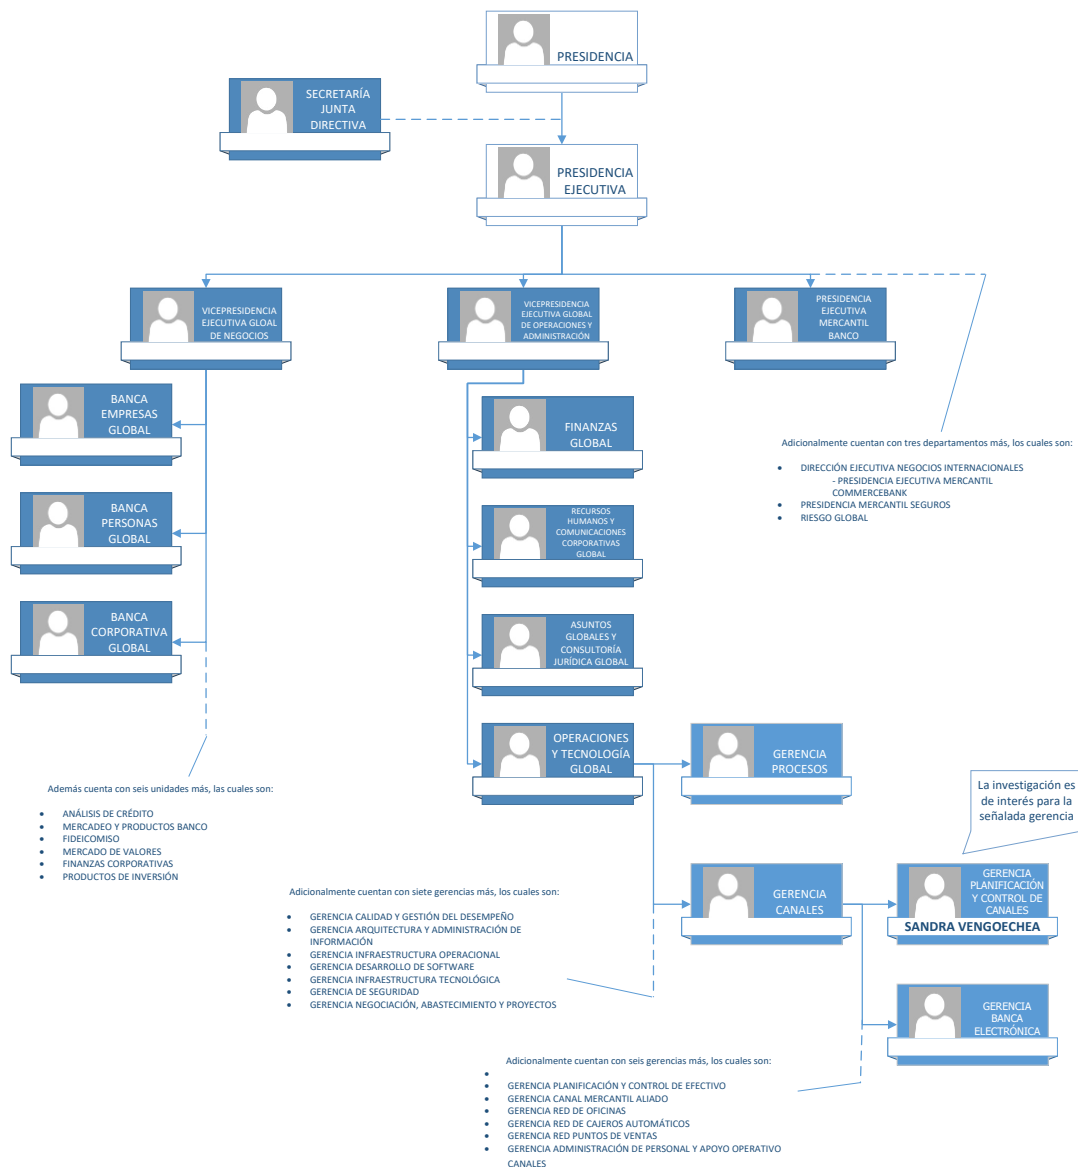 PRESIDENCIA
SECRETARÍA
JUNTA
DIRECTIVA
PRESIDENCIA
EJECUTIVA
VICEPRESIDENCIA
EJECUTIVA GLOAL
DE NEGOCIOS
VICEPRESIDENCIA
EJECUTIVA GLOBAL
DE OPERACIONES Y
ADMINISTRACIÓN
PRESIDENCIA
EJECUTIVA
MERCANTIL
BANCO
BANCA
EMPRESAS
GLOBAL
BANCA
PERSONAS
GLOBAL
BANCA
CORPORATIVA
GLOBAL
Además cuenta con seis unidades más, las cuales son:
• ANÁLISIS DE CRÉDITO
• MERCADEO Y PRODUCTOS BANCO
• FIDEICOMISO
• MERCADO DE VALORES
• FINANZAS CORPORATIVAS
• PRODUCTOS DE INVERSIÓN
FINANZAS
GLOBAL
RECURSOS
HUMANOS Y
COMUNICACIONES
CORPORATIVAS
GLOBAL
ASUNTOS
GLOBALES Y
CONSULTORÍA
JURÍDICA GLOBAL
OPERACIONES
Y TECNOLOGÍA
GLOBAL
Adicionalmente cuentan con tres departamentos más, los cuales son:
• DIRECCIÓN EJECUTIVA NEGOCIOS INTERNACIONALES
- PRESIDENCIA EJECUTIVA MERCANTIL
COMMERCEBANK
• PRESIDENCIA MERCANTIL SEGUROS
• RIESGO GLOBAL
GERENCIA
PROCESOS
La investigación es
de interés para la
señalada gerencia
GERENCIA
CANALES
GERENCIA
PLANIFICACIÓN
Y CONTROL DE
CANALES
SANDRA VENGOECHEA
GERENCIA
BANCA
ELECTRÓNICA
Adicionalmente cuentan con siete gerencias más, los cuales son:
• GERENCIA CALIDAD Y GESTIÓN DEL DESEMPEÑO
• GERENCIA ARQUITECTURA Y ADMINISTRACIÓN DE
INFORMACIÓN
• GERENCIA INFRAESTRUCTURA OPERACIONAL
• GERENCIA DESARROLLO DE SOFTWARE
• GERENCIA INFRAESTRUCTURA TECNOLÓGICA
• GERENCIA DE SEGURIDAD
• GERENCIA NEGOCIACIÓN, ABASTECIMIENTO Y PROYECTOS
Adicionalmente cuentan con seis gerencias más, los cuales son:
•
• GERENCIA PLANIFICACIÓN Y CONTROL DE EFECTIVO
• GERENCIA CANAL MERCANTIL ALIADO
• GERENCIA RED DE OFICINAS
• GERENCIA RED DE CAJEROS AUTOMÁTICOS
• GERENCIA RED PUNTOS DE VENTAS
• GERENCIA ADMINISTRACIÓN DE PERSONAL Y APOYO OPERATIVO
CANALES